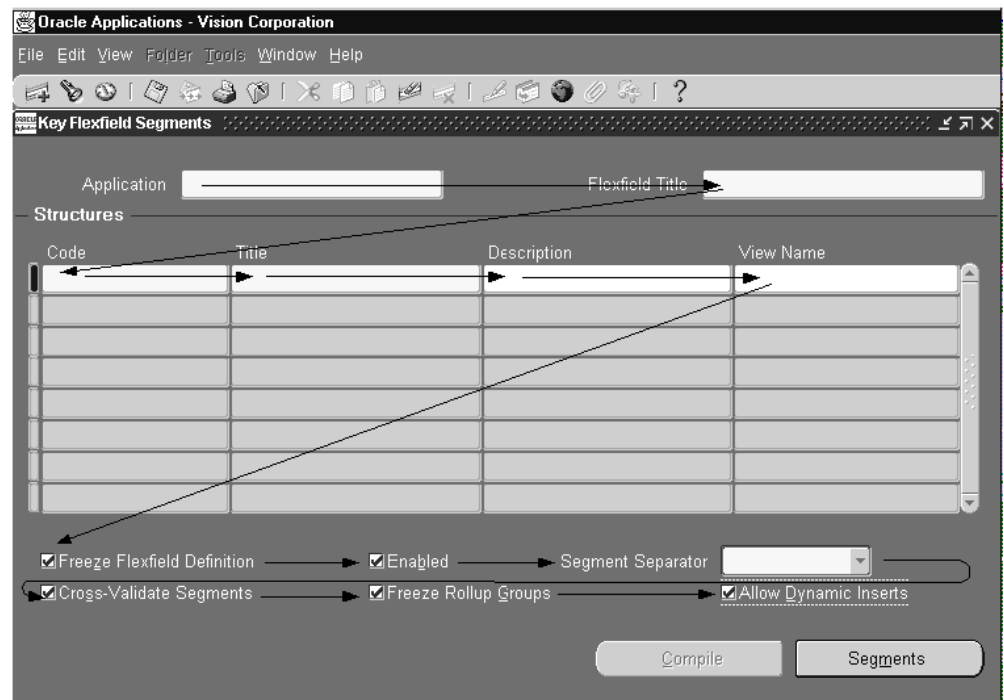 Oracle Applications - Vision Corporation
File Edit View Folder Tools Window Help
Key Flexfield Segments
Application Flexfield Title
Structures
Code Title Description View Name
Freeze Flexfield Definition Enabled Segment Separator
Cross-Validate Segments Freeze Rollup Groups Allow Dynamic Inserts
Compile Segments